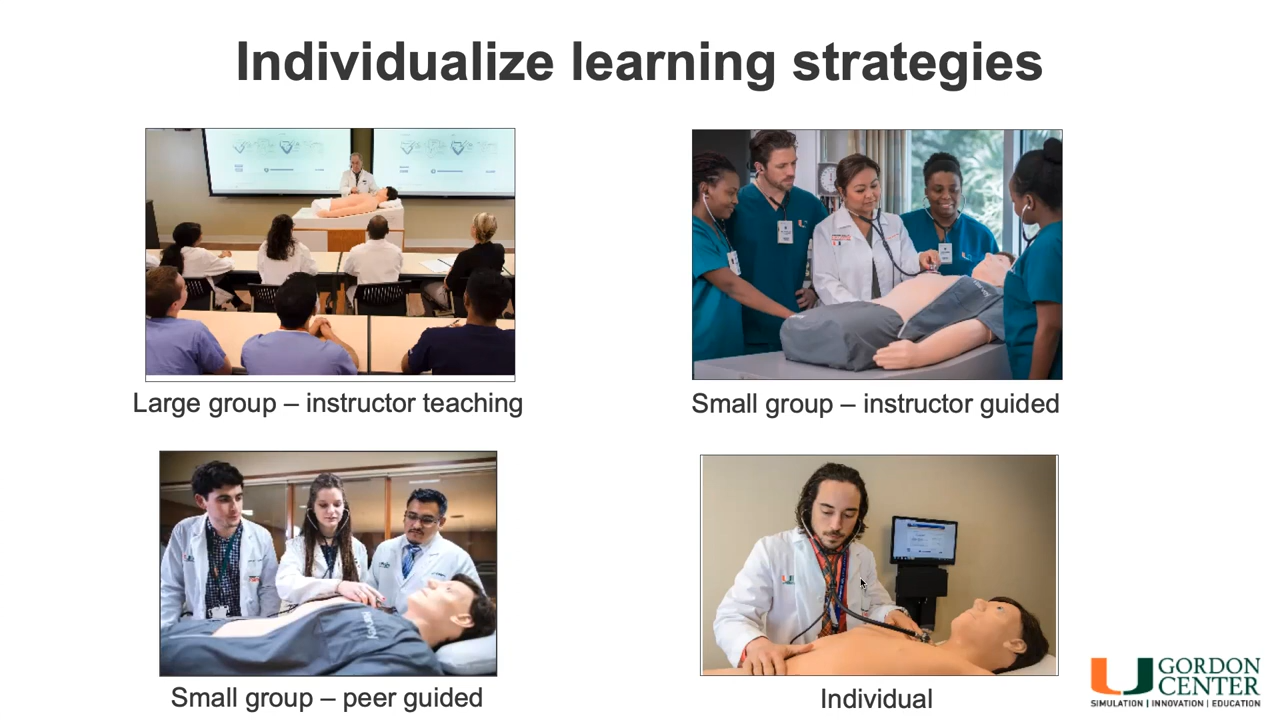 Individualize learning strategies
Large group – instructor teaching
Small group – instructor guided
Small group – peer guided
Individual
U GORDON
CENTER
SIMULATION | INNOVATION | EDUCATION